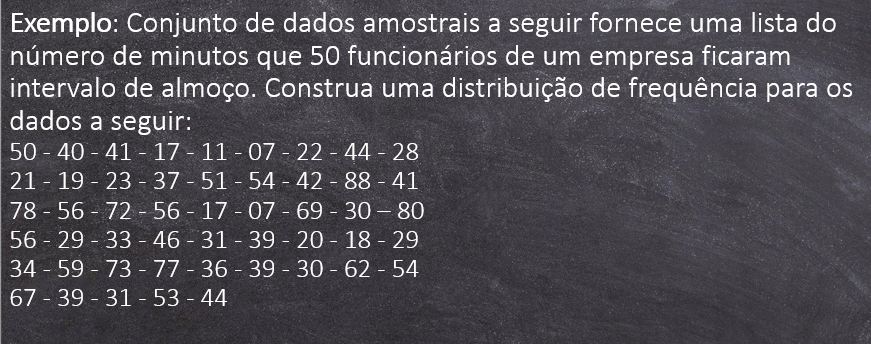 Exemplo: Conjunto de dados amostrais a seguir fornece uma lista do
número de minutos que 50 funcionários de um empresa ficaram
intervalo de almoço. Construa uma distribuição de frequência para os
dados a seguir:
50 - 40 - 41 - 17 - 11 - 07 - 22 - 44 - 28
21 - 19 - 23 - 37 - 51 - 54 - 42 - 88 - 41
78 - 56 - 72 - 56 - 17 - 07 - 69 - 30 – 80
56 - 29 - 33 - 46 - 31 - 39 - 20 - 18 - 29
34 - 59 - 73 - 77 - 36 - 39 - 30 - 62 - 54
67 - 39 - 31 - 53 - 44